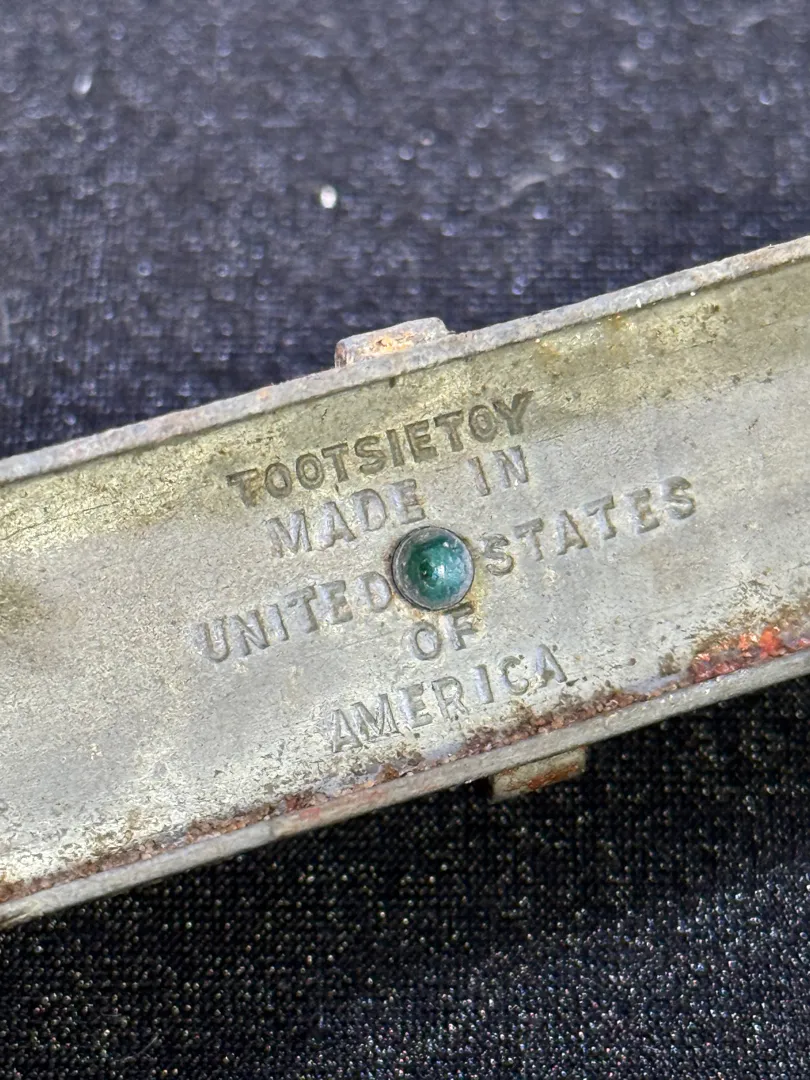 TOOTSIETOY
MADE IN
UNITED STATES
OF
AMERICA